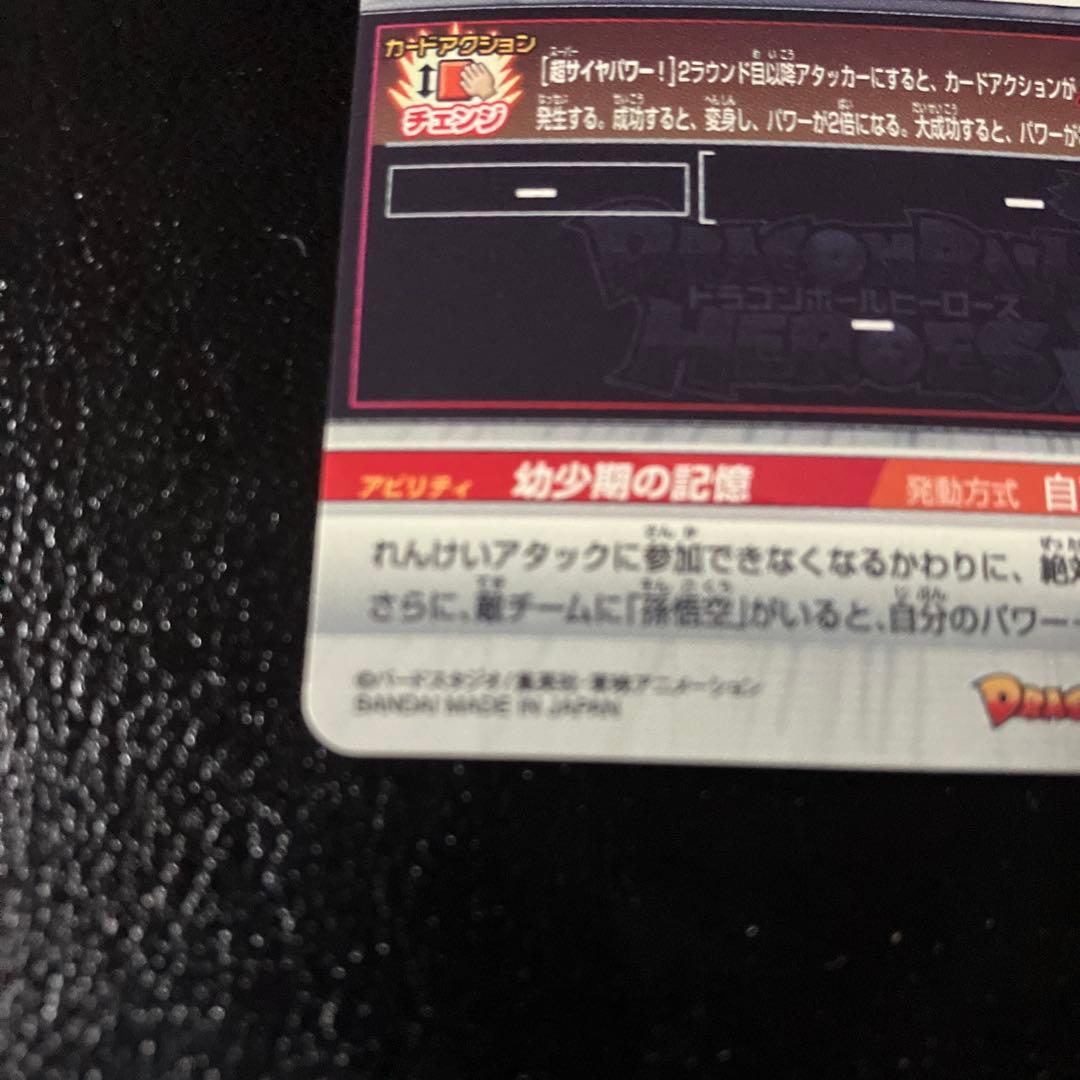 カードアクション
チェンジ
[超サイヤパワー!]2ラウンド目以降アタッカーにすると、カードアクションが
発生する。成功すると、変身し、パワーが2倍になる。大成功すると、パワーが
DRAGON BALL
ドラゴンボールヒーローズ
HEROES
アビリティ 幼少期の記憶 発動方式 自
れんけいアタックに参加できなくなるかわりに、絶対
さらに、敵チームに「孫悟空」がいると、自分のパワー
©バードスタジオ/集英社・東映アニメーション
BANDAI MADE IN JAPAN